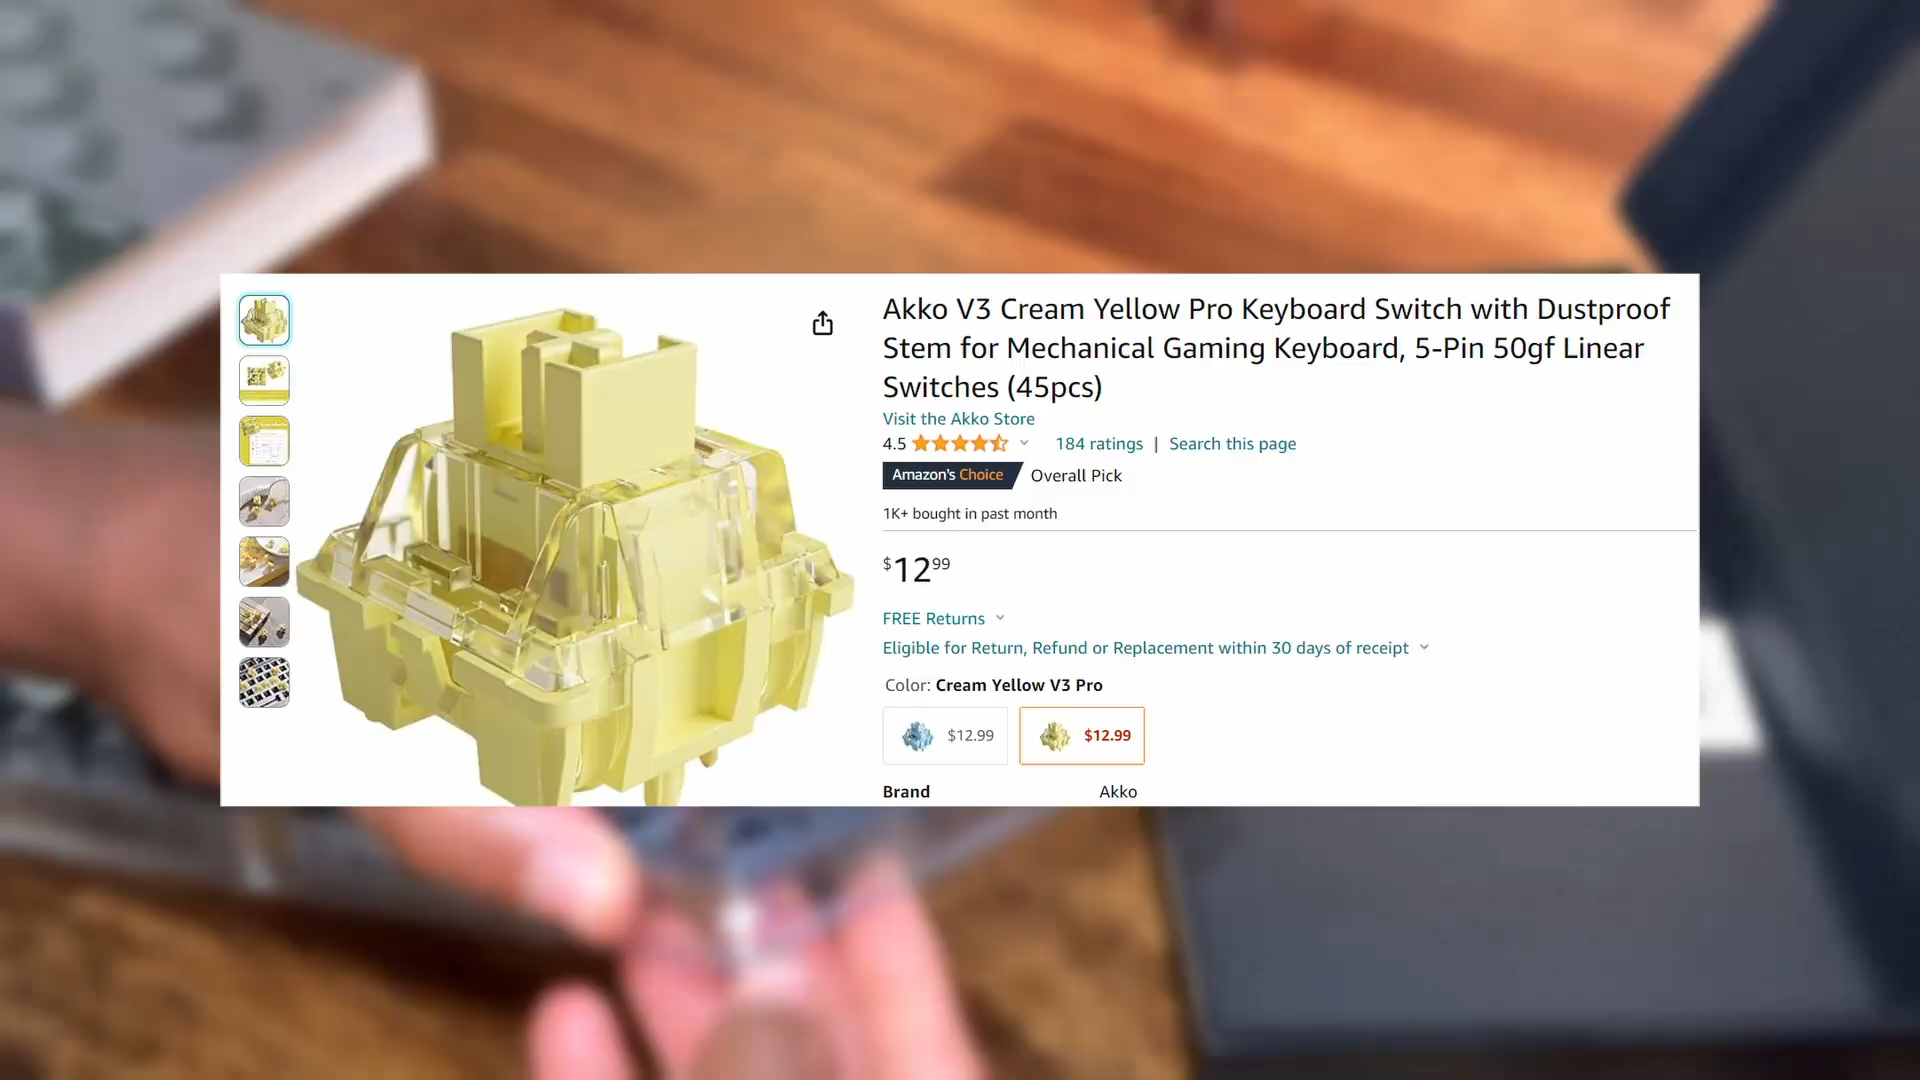 Akko V3 Cream Yellow Pro Keyboard Switch with Dustproof
Stem for Mechanical Gaming Keyboard, 5-Pin 50gf Linear
Switches (45pcs)
Visit the Akko Store
4.5
184 ratings | Search this page
Amazon's Choice Overall Pick
1K+ bought in past month
$12.99
FREE Returns
Eligible for Return, Refund or Replacement within 30 days of receipt
Color: Cream Yellow V3 Pro
$12.99 $12.99
Brand Akko